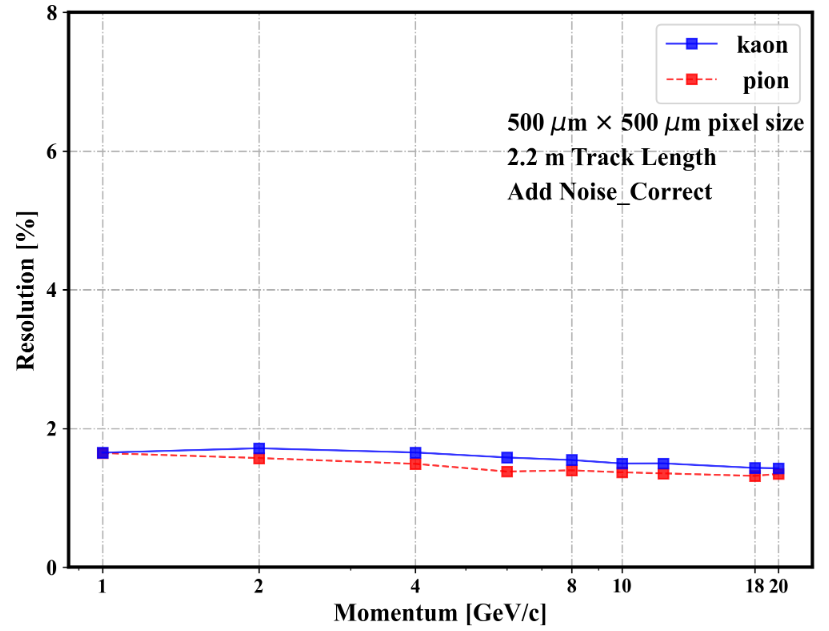 8
6
4
2
0
Resolution [%]
kaon
pion
500 μm × 500 μm pixel size
2.2 m Track Length
Add Noise_Correct
1 2 4 8 10 18 20
Momentum [GeV/c]